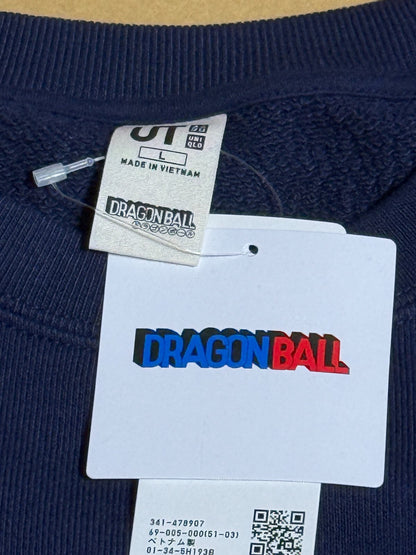 UT
UNI
QLO
L
MADE IN VIETNAM
DRAGON BALL
DRAGON BALL
341-478907
69-005-000(51-03)
ベトナム製
01-34-5H193B